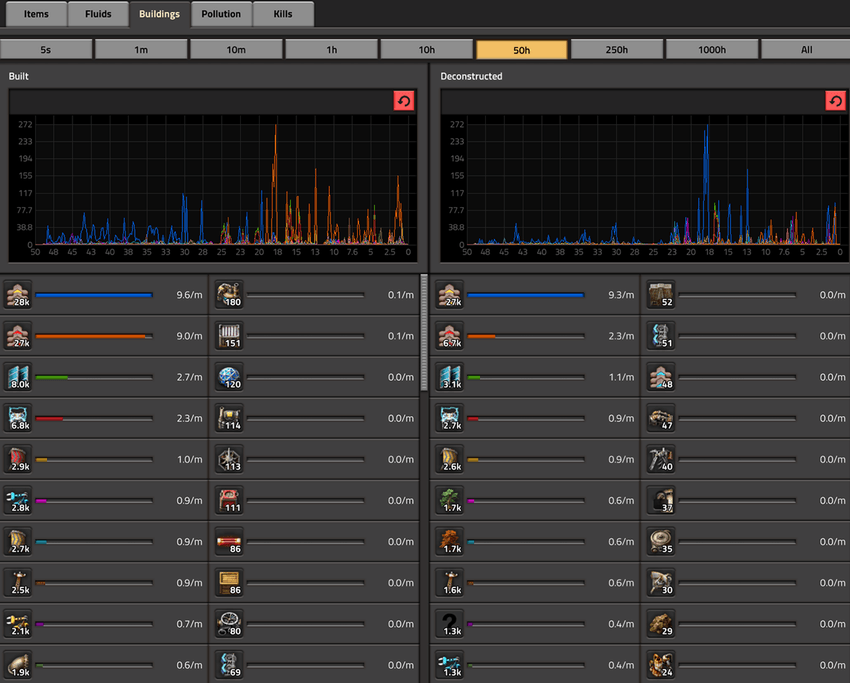 Items Fluids Buildings Pollution Kills
5s 1m 10m 1h 10h 50h 250h 1000h All
Built Deconstructed
272 272
233 233
194 194
155 155
117 117
77.7 77.7
38.8 38.8
0 0
50 48 45 43 40 38 35 33 30 28 25 23 20 18 15 13 10 7.6 5 2.5 0 50 48 45 43 40 38 35 33 30 28 25 23 20 18 15 13 10 7.6 5 2.5 0
28k 9.6/m 180 0.1/m 27k 9.3/m 52 0.0/m
27k 9.0/m 151 0.1/m 6.7k 2.3/m 51 0.0/m
8.0k 2.7/m 120 0.0/m 3.1k 1.1/m 48 0.0/m
6.8k 2.3/m 114 0.0/m 2.7k 0.9/m 47 0.0/m
2.9k 1.0/m 113 0.0/m 2.6k 0.9/m 40 0.0/m
2.8k 0.9/m 111 0.0/m 1.7k 0.6/m 37 0.0/m
2.7k 0.9/m 86 0.0/m 1.7k 0.6/m 35 0.0/m
2.5k 0.9/m 86 0.0/m 1.6k 0.6/m 30 0.0/m
2.1k 0.7/m 80 0.0/m ? 1.3k 0.4/m 29 0.0/m
1.9k 0.6/m 69 0.0/m 1.3k 0.4/m 24 0.0/m